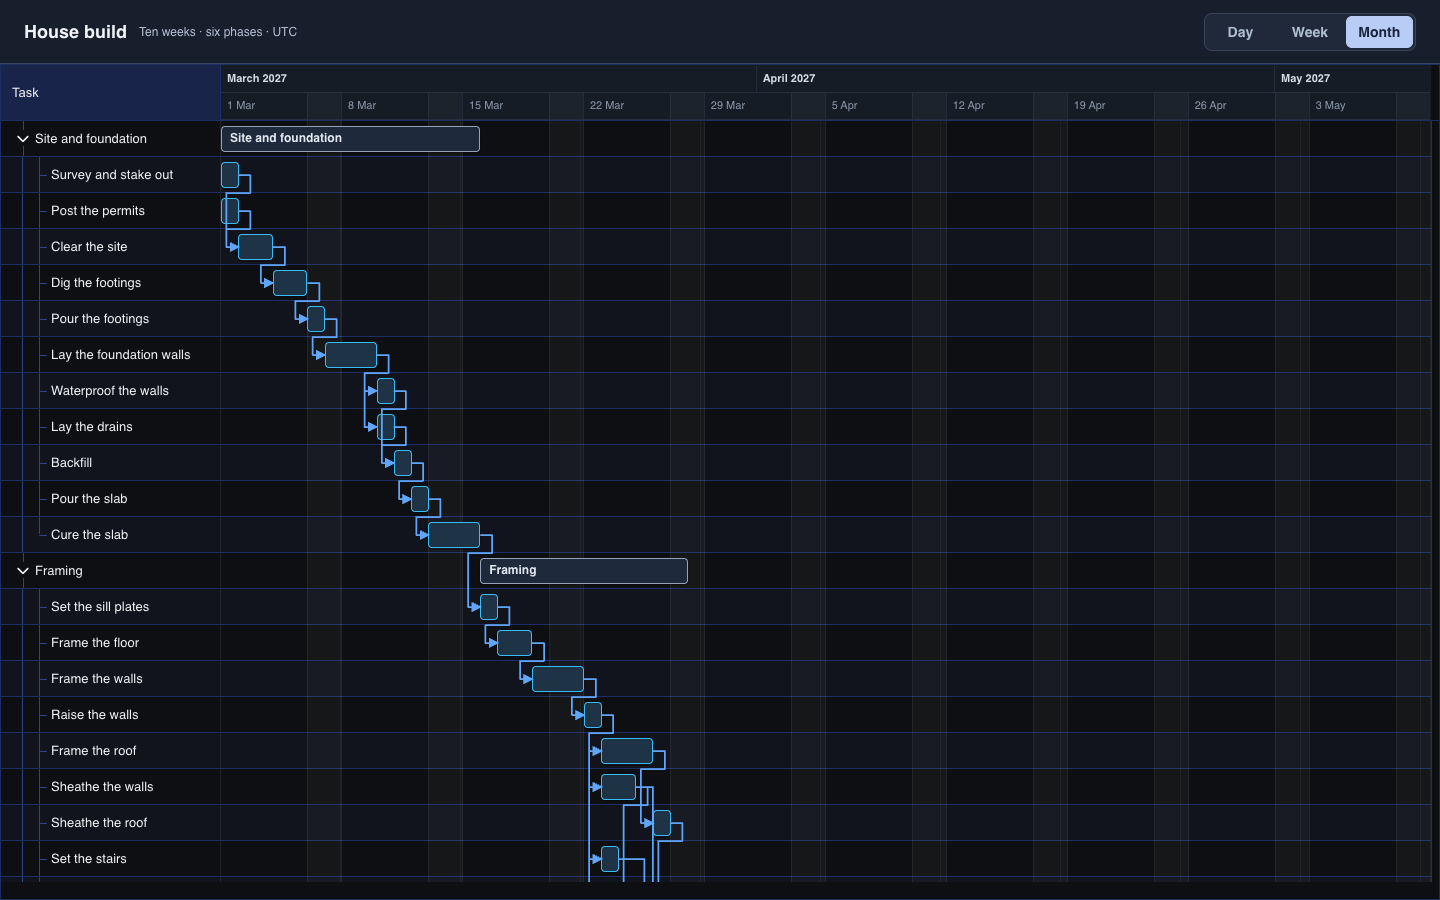 House build
Ten weeks · six phases · UTC
Day Week Month
Task
March 2027 April 2027 May 2027
1 Mar 8 Mar 15 Mar 22 Mar 29 Mar 5 Apr 12 Apr 19 Apr 26 Apr 3 May
Site and foundation Site and foundation
Survey and stake out
Post the permits
Clear the site
Dig the footings
Pour the footings
Lay the foundation walls
Waterproof the walls
Lay the drains
Backfill
Pour the slab
Cure the slab
Framing Framing
Set the sill plates
Frame the floor
Frame the walls
Raise the walls
Frame the roof
Sheathe the walls
Sheathe the roof
Set the stairs